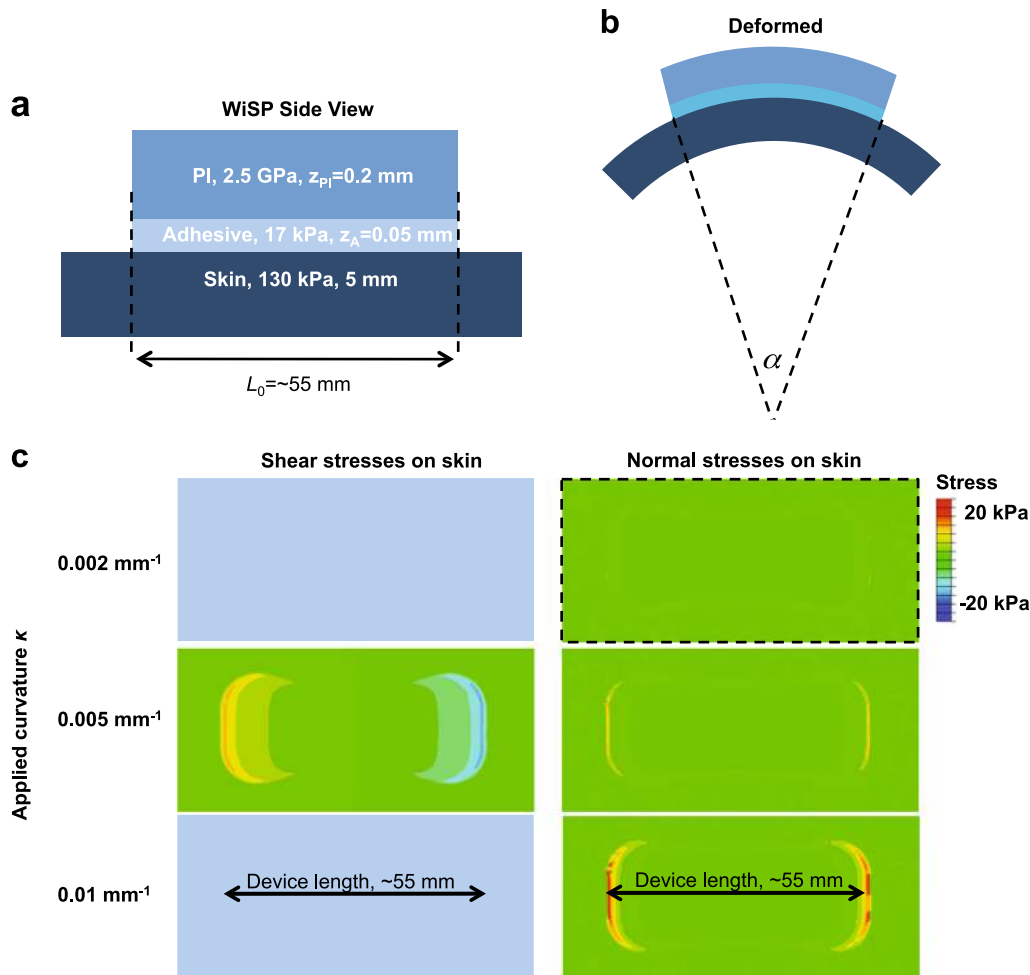 a
WiSP Side View
PI, 2.5 GPa, z_PI=0.2 mm
Adhesive, 17 kPa, z_A=0.05 mm
Skin, 130 kPa, 5 mm
L₀=~55 mm
b
Deformed
α
c
Shear stresses on skin
Normal stresses on skin
Stress
20 kPa
-20 kPa
Applied curvature κ
0.002 mm⁻¹
0.005 mm⁻¹
0.01 mm⁻¹
Device length, ~55 mm
Device length, ~55 mm